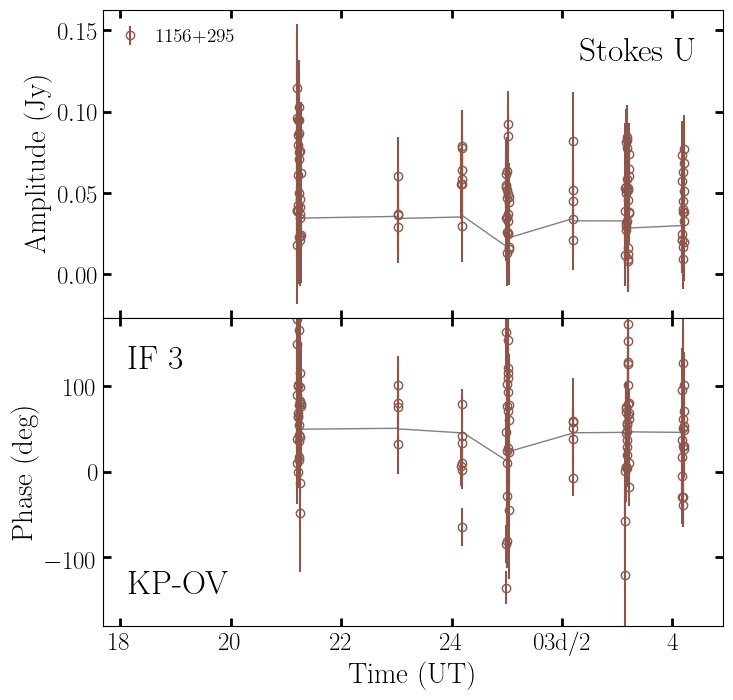 1156+295
Stokes U
0.15
0.10
0.05
0.00
Amplitude (Jy)
IF 3
100
0
−100
Phase (deg)
KP-OV
18 20 22 24 03d/2 4
Time (UT)